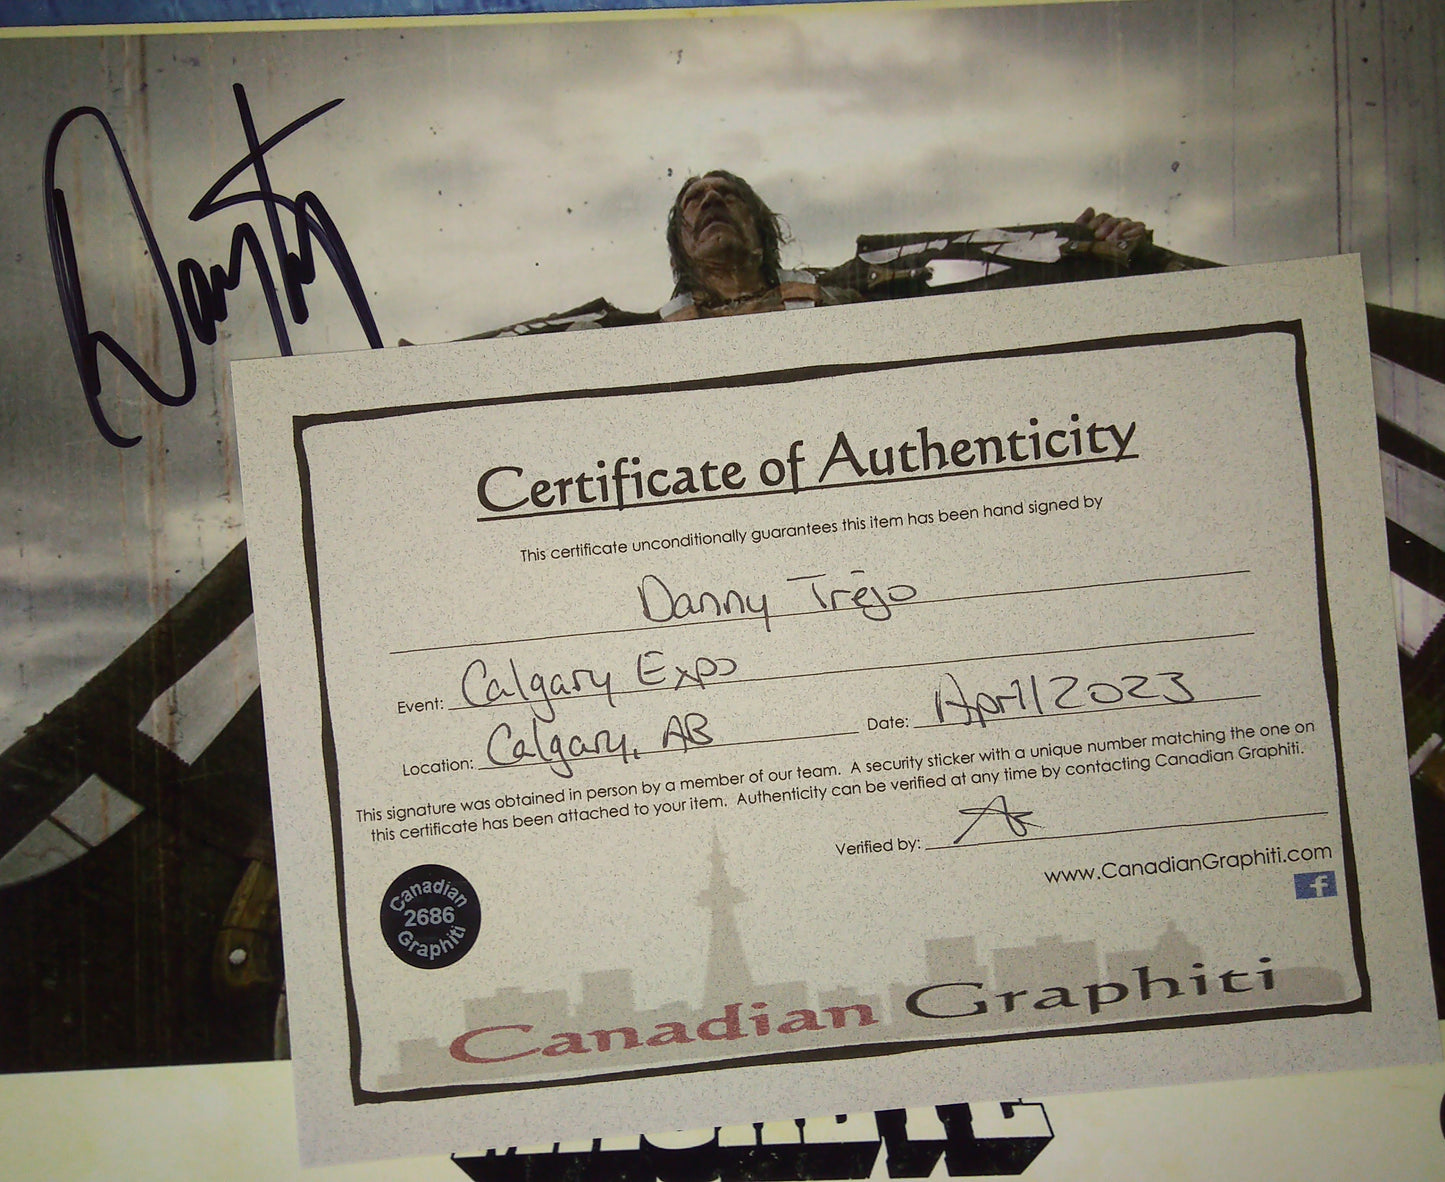 Danny T
Certificate of Authenticity
This certificate unconditionally guarantees this item has been hand signed by
Danny Trejo
Event: Calgary Expo
Location: Calgary, AB Date: April 2023
This signature was obtained in person by a member of our team. A security sticker with a unique number matching the one on
this certificate has been attached to your item. Authenticity can be verified at any time by contacting Canadian Graphiti.
Verified by:
www.CanadianGraphiti.com
f
Canadian
2686
Graphiti
Canadian Graphiti